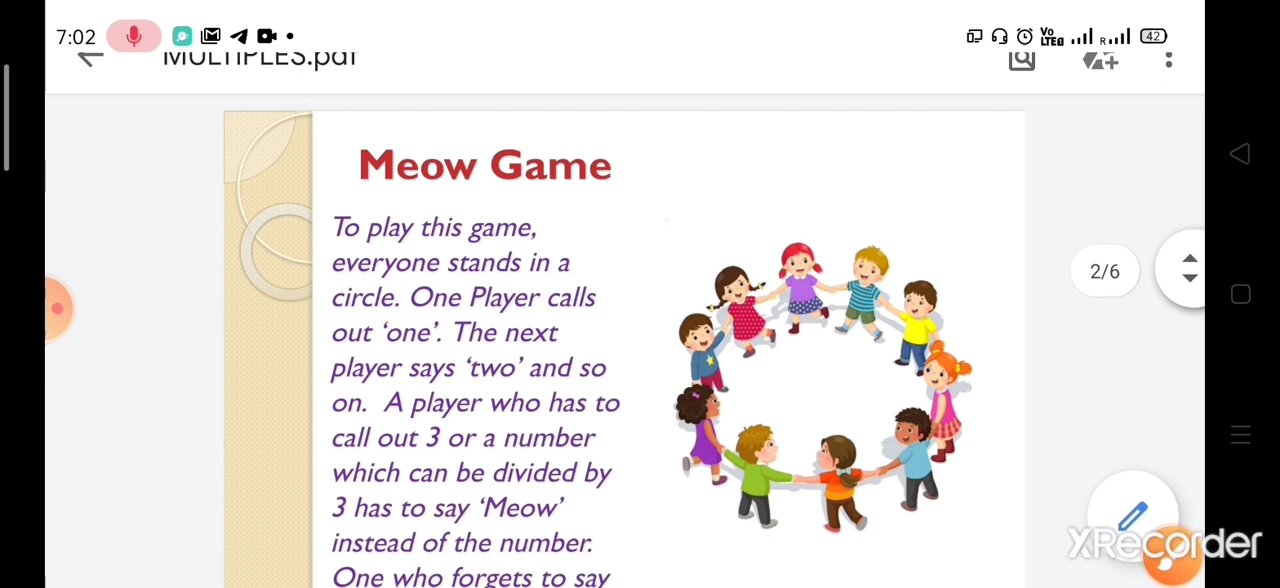 7:02
Vo
LTE
R
42
MULTIPLES.pdf
Meow Game
To play this game,
everyone stands in a
circle. One Player calls
out ‘one’. The next
player says ‘two’ and so
on. A player who has to
call out 3 or a number
which can be divided by
3 has to say ‘Meow’
instead of the number.
One who forgets to say
2/6
XRecorder